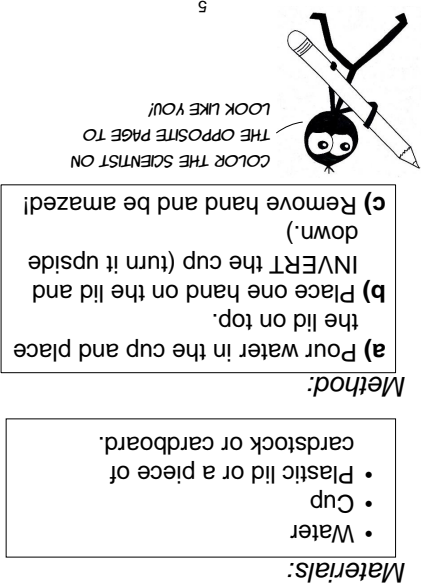 Materials:
• Water
• Cup
• Plastic lid or a piece of
cardstock or cardboard.
Method:
a) Pour water in the cup and place
the lid on top.
b) Place one hand on the lid and
INVERT the cup (turn it upside
down.)
c) Remove hand and be amazed!
COLOR THE SCIENTIST ON
THE OPPOSITE PAGE TO
LOOK LIKE YOU!
5